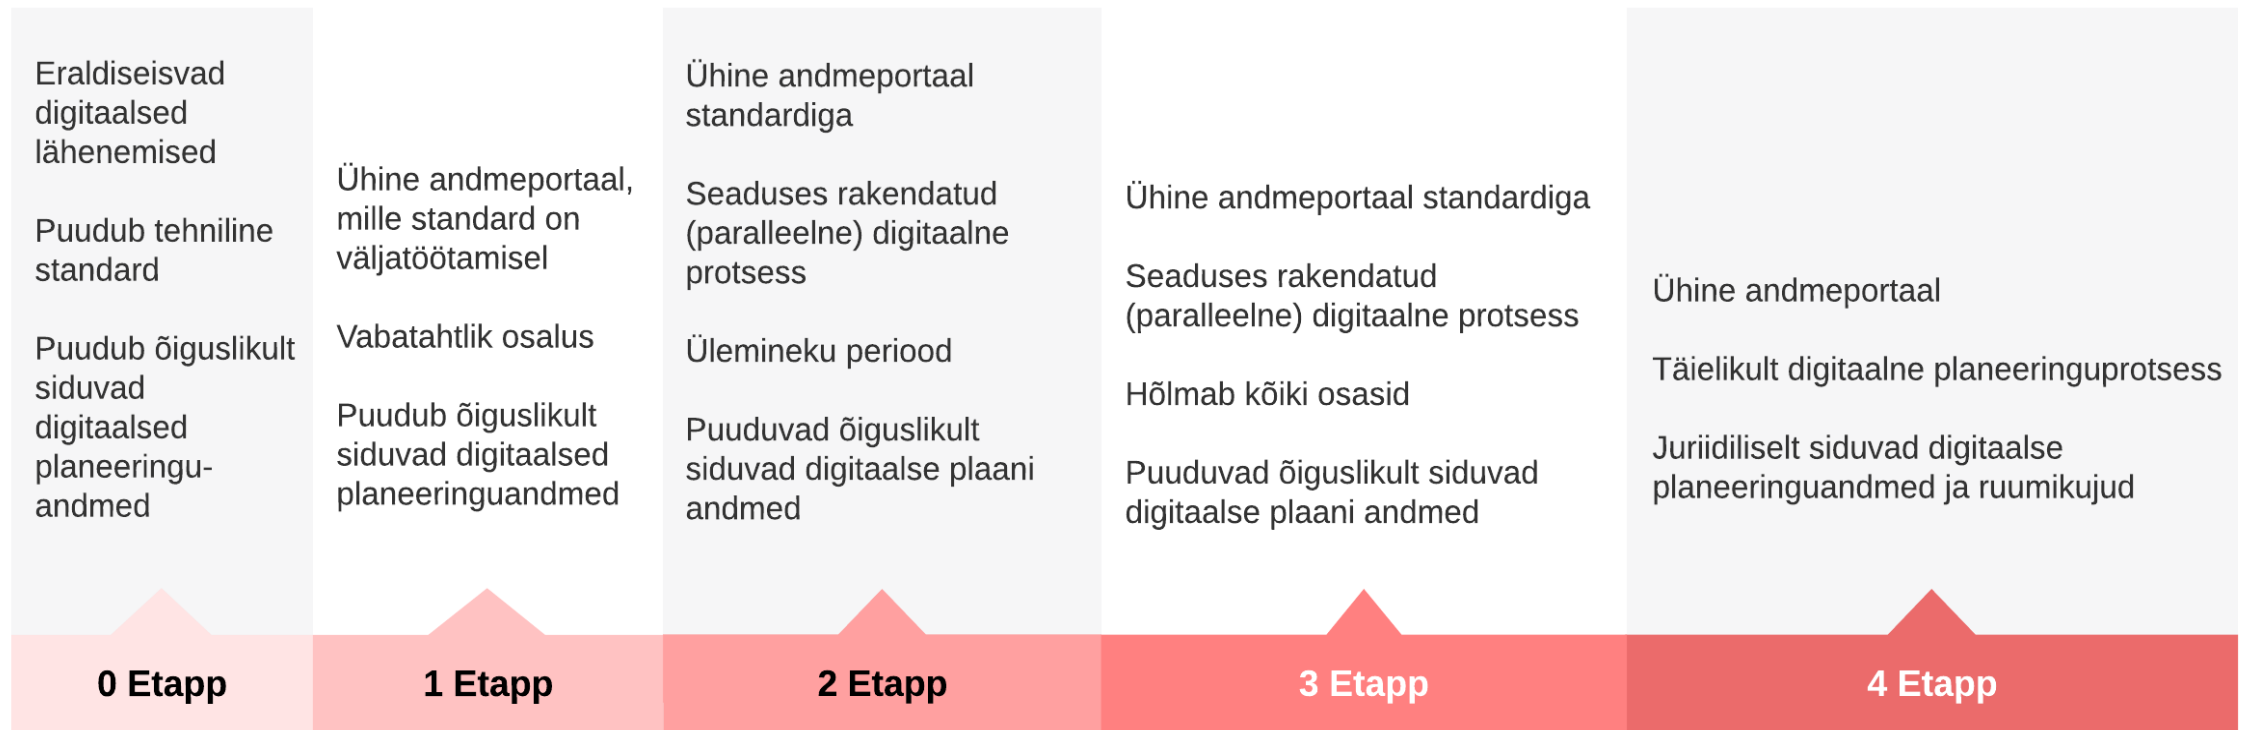 Eraldiseisvad
digitaalsed
lähenemised
Puudub tehniline
standard
Puudub õiguslikult
siduvad
digitaalsed
planeeringu-
andmed
0 Etapp
Ühine andmeportaal,
mille standard on
väljatöötamisel
Vabatahtlik osalus
Puudub õiguslikult
siduvad digitaalsed
planeeringuandmed
1 Etapp
Ühine andmeportaal
standardiga
Seaduses rakendatud
(paralleelne) digitaalne
protsess
Ülemineku periood
Puuduvad õiguslikult
siduvad digitaalse plaani
andmed
2 Etapp
Ühine andmeportaal standardiga
Seaduses rakendatud
(paralleelne) digitaalne protsess
Hõlmab kõiki osasid
Puuduvad õiguslikult siduvad
digitaalse plaani andmed
3 Etapp
Ühine andmeportaal
Täielikult digitaalne planeeringuprotsess
Juriidiliselt siduvad digitaalse
planeeringuandmed ja ruumikujud
4 Etapp